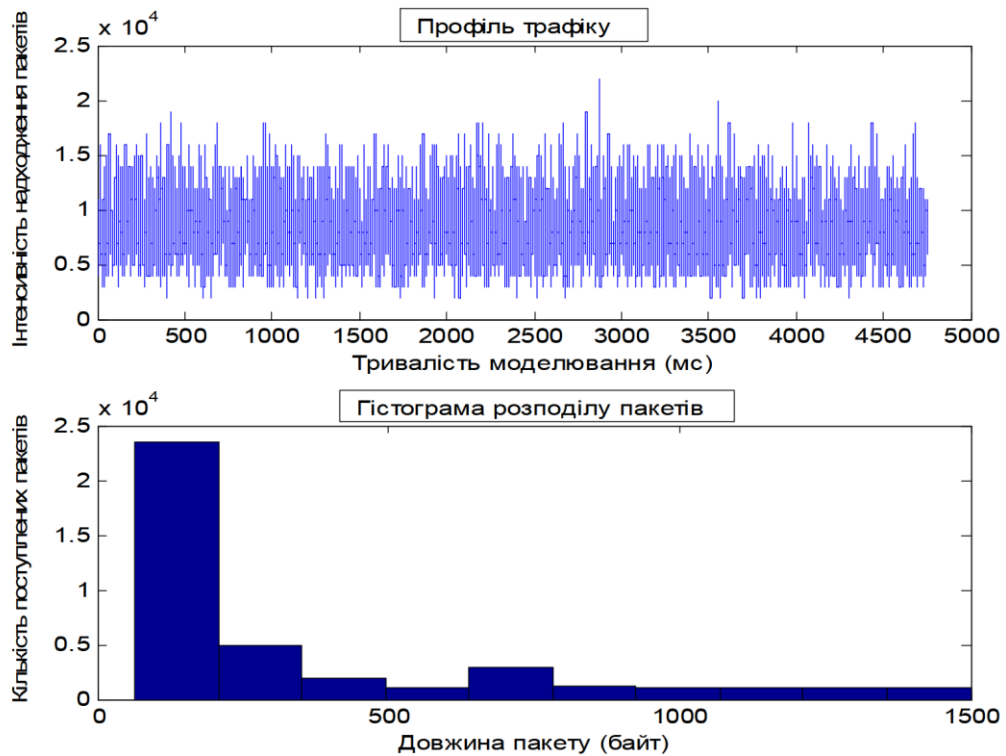 Профіль трафіку
x 10^4
Інтенсивність надходження пакетів
2.5
2
1.5
1
0.5
0
0 500 1000 1500 2000 2500 3000 3500 4000 4500 5000
Тривалість моделювання (мс)
Гістограма розподілу пакетів
x 10^4
Кількість поступлених пакетів
2.5
2
1.5
1
0.5
0
0 500 1000 1500
Довжина пакету (байт)